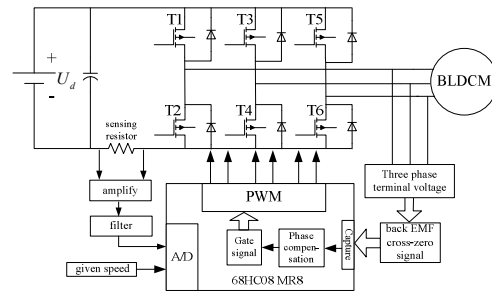 T1
T3
T5
+
U_d
-
BLDCM
T2
T4
T6
sensing
resistor
Three phase
terminal voltage
amplify
PWM
filter
Gate
signal
Phase
compen-
sation
Capture
back EMF
cross-zero
signal
A/D
given speed
68HC08 MR8